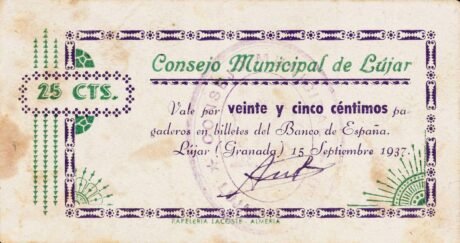 Consejo Municipal de Lújar
25 CTS.
Vale por veinte y cinco céntimos pa-
gaderos en billetes del Banco de España.
Lújar (Granada) 15 Septiembre 1937.
PAPELERIA LACOSTE - ALMERIA